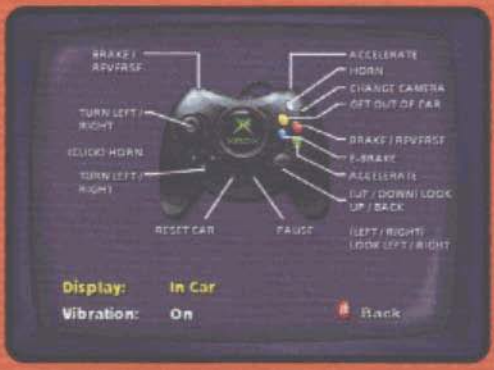 BRAKE /
REVERSE
TURN LEFT /
RIGHT
(CLICK) HORN
TURN LEFT /
RIGHT
RESET CAR
PAUSE
XBOX
ACCELERATE
HORN
CHANGE CAMERA
GET OUT OF CAR
BRAKE / REVERSE
E-BRAKE
ACCELERATE
(UP / DOWN) LOOK
UP / BACK
(LEFT / RIGHT)
LOOK LEFT / RIGHT
Display: In Car
Vibration: On
Back